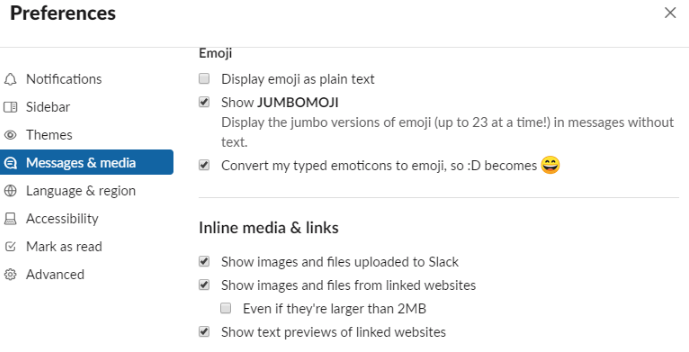 Preferences
Notifications
Sidebar
Themes
Messages & media
Language & region
Accessibility
Mark as read
Advanced
Emoji
Display emoji as plain text
Show JUMBOMOJI
Display the jumbo versions of emoji (up to 23 at a time!) in messages without
text.
Convert my typed emoticons to emoji, so :D becomes 😄
Inline media & links
Show images and files uploaded to Slack
Show images and files from linked websites
Even if they're larger than 2MB
Show text previews of linked websites